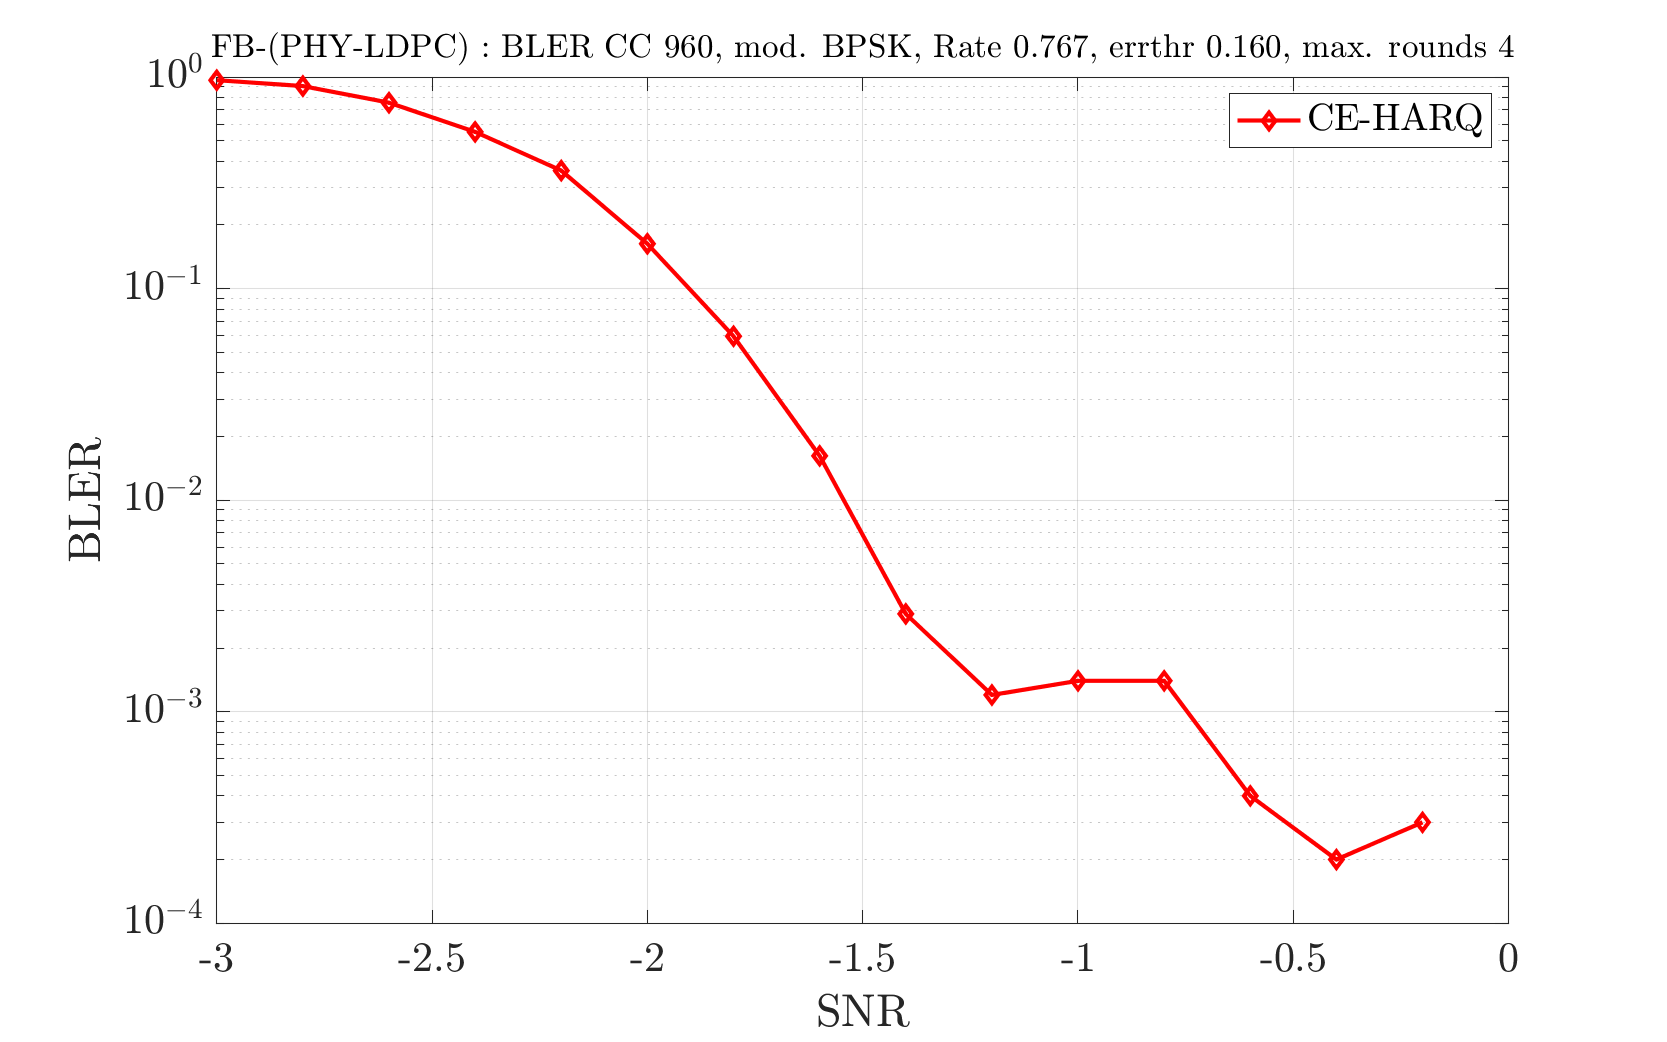 FB-(PHY-LDPC) : BLER CC 960, mod. BPSK, Rate 0.767, errthr 0.160, max. rounds 4
CE-HARQ
10^0
10^{-1}
10^{-2}
10^{-3}
10^{-4}
BLER
-3 -2.5 -2 -1.5 -1 -0.5 0
SNR